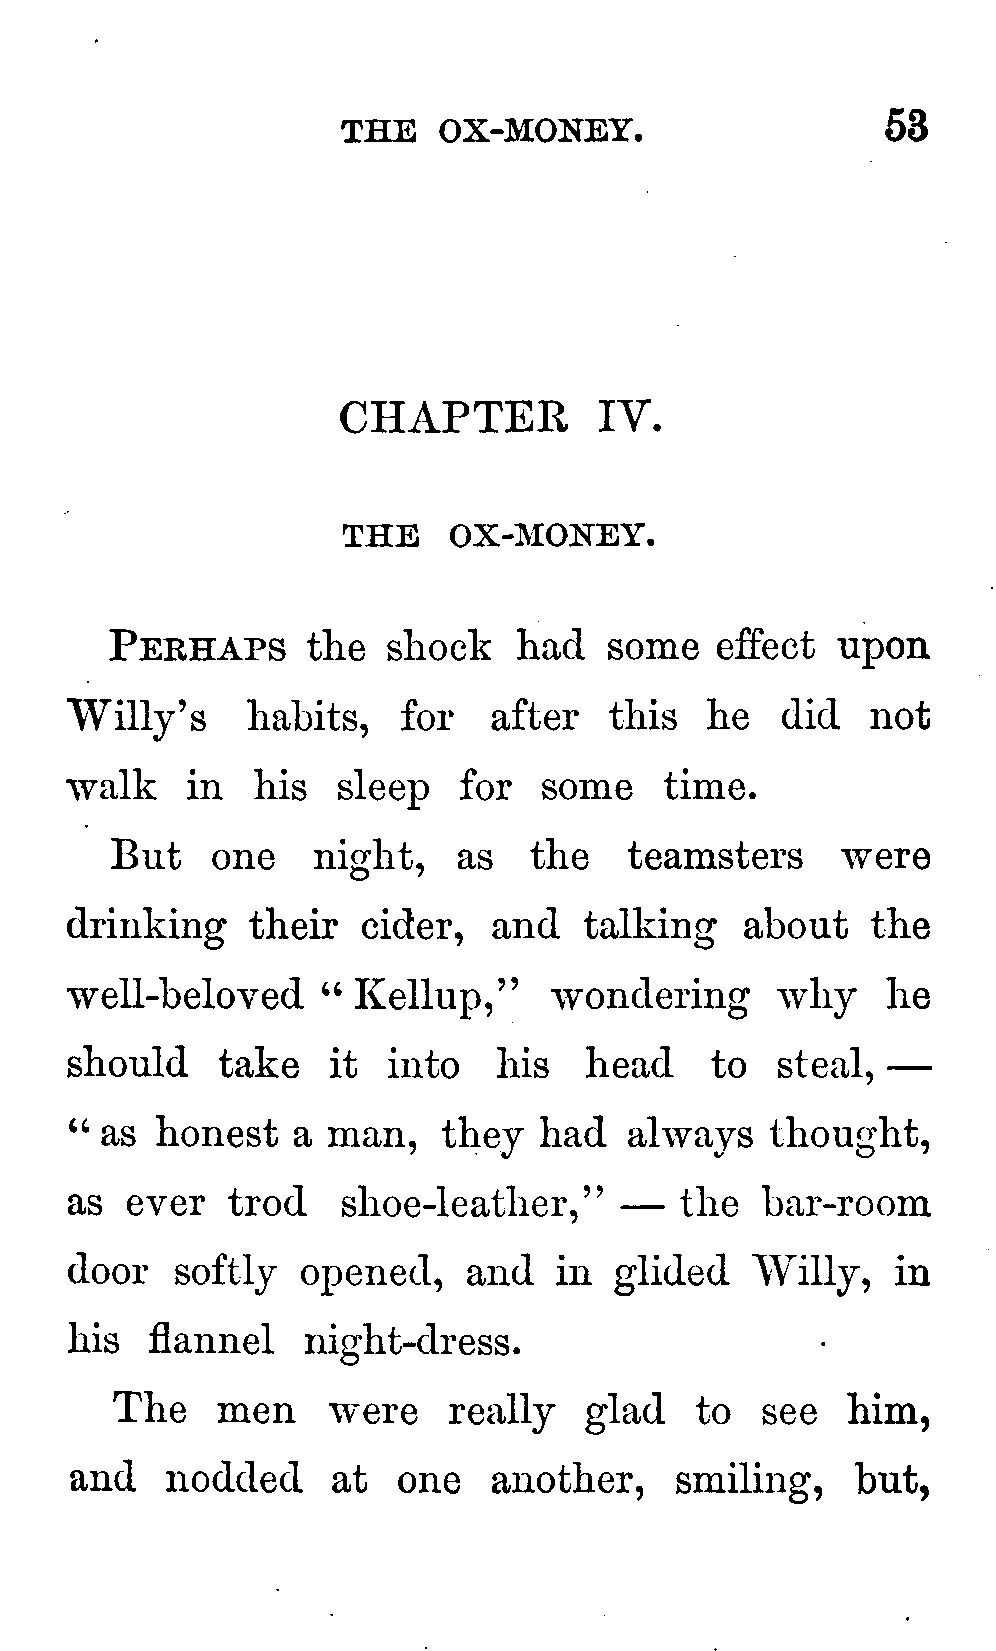 THE OX-MONEY. 53
CHAPTER IV.
THE OX-MONEY.
PERHAPS the shock had some effect upon
Willy's habits, for after this he did not
walk in his sleep for some time.
But one night, as the teamsters were
drinking their cider, and talking about the
well-beloved "Kellup," wondering why he
should take it into his head to steal,—
"as honest a man, they had always thought,
as ever trod shoe-leather,"—the bar-room
door softly opened, and in glided Willy, in
his flannel night-dress.
The men were really glad to see him,
and nodded at one another, smiling, but,